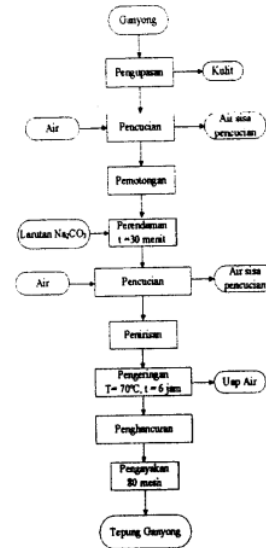 Ganyong
Pengupasan
Kulit
Air
Pencucian
Air sisa
pencucian
Pemotongan
Larutan Na₂CO₃
Perendaman
t =30 menit
Air
Pencucian
Air sisa
pencucian
Penirisan
Pengeringan
T= 70°C, t = 6 jam
Uap Air
Penghancuran
Pengayakan
80 mesh
Tepung Ganyong